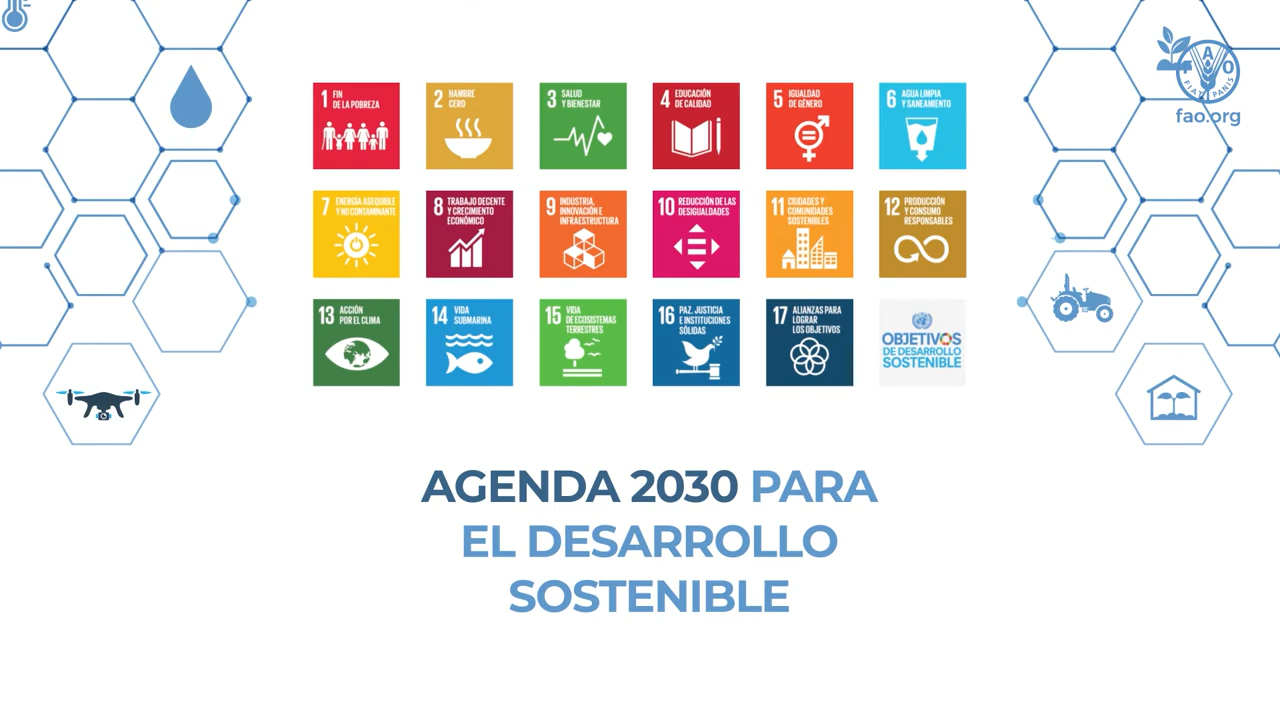 1 FIN
DE LA POBREZA
2 HAMBRE
CERO
3 SALUD
Y BIENESTAR
4 EDUCACIÓN
DE CALIDAD
5 IGUALDAD
DE GÉNERO
6 AGUA LIMPIA
Y SANEAMIENTO
7 ENERGÍA ASEQUIBLE
Y NO CONTAMINANTE
8 TRABAJO DECENTE
Y CRECIMIENTO
ECONÓMICO
9 INDUSTRIA,
INNOVACIÓN E
INFRAESTRUCTURA
10 REDUCCIÓN DE LAS
DESIGUALDADES
11 CIUDADES Y
COMUNIDADES
SOSTENIBLES
12 PRODUCCIÓN
Y CONSUMO
RESPONSABLES
13 ACCIÓN
POR EL CLIMA
14 VIDA
SUBMARINA
15 VIDA
DE ECOSISTEMAS
TERRESTRES
16 PAZ, JUSTICIA
E INSTITUCIONES
SÓLIDAS
17 ALIANZAS PARA
LOGRAR
LOS OBJETIVOS
OBJETIVOS
DE DESARROLLO
SOSTENIBLE
FAO
FIAT PANIS
fao.org
AGENDA 2030 PARA
EL DESARROLLO
SOSTENIBLE